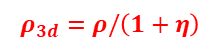 ρ₃d = ρ/(1 + η)